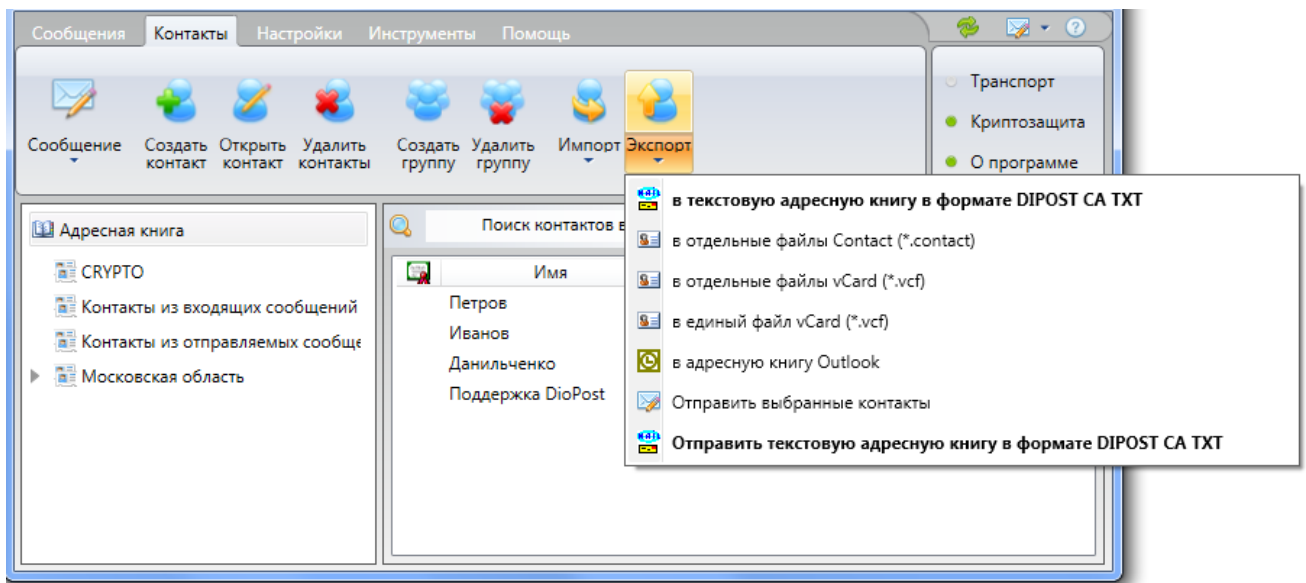 Сообщения Контакты Настройки Инструменты Помощь
Сообщение
Создать контакт
Открыть контакт
Удалить контакты
Создать группу
Удалить группу
Импорт
Экспорт
Транспорт
Криптозащита
О программе
в текстовую адресную книгу в формате DIPOST CA TXT
в отдельные файлы Contact (*.contact)
в отдельные файлы vCard (*.vcf)
в единый файл vCard (*.vcf)
в адресную книгу Outlook
Отправить выбранные контакты
Отправить текстовую адресную книгу в формате DIPOST CA TXT
Адресная книга
CRYPTO
Контакты из входящих сообщений
Контакты из отправляемых сообще
Московская область
Поиск контактов в
Имя
Петров
Иванов
Данильченко
Поддержка DioPost